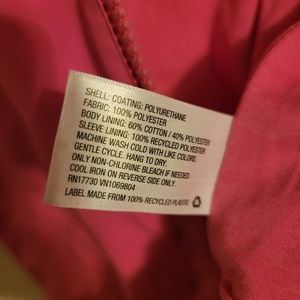 SHELL: COATING: POLYURETHANE
FABRIC: 100% POLYESTER
BODY LINING: 60% COTTON / 40% POLYESTER
SLEEVE LINING: 100% RECYCLED POLYESTER
MACHINE WASH COLD WITH LIKE COLORS
GENTLE CYCLE. HANG TO DRY.
ONLY NON-CHLORINE BLEACH IF NEEDED
COOL IRON ON REVERSE SIDE ONLY.
RN17730 VN1069804
LABEL MADE FROM 100% RECYCLED PLASTIC